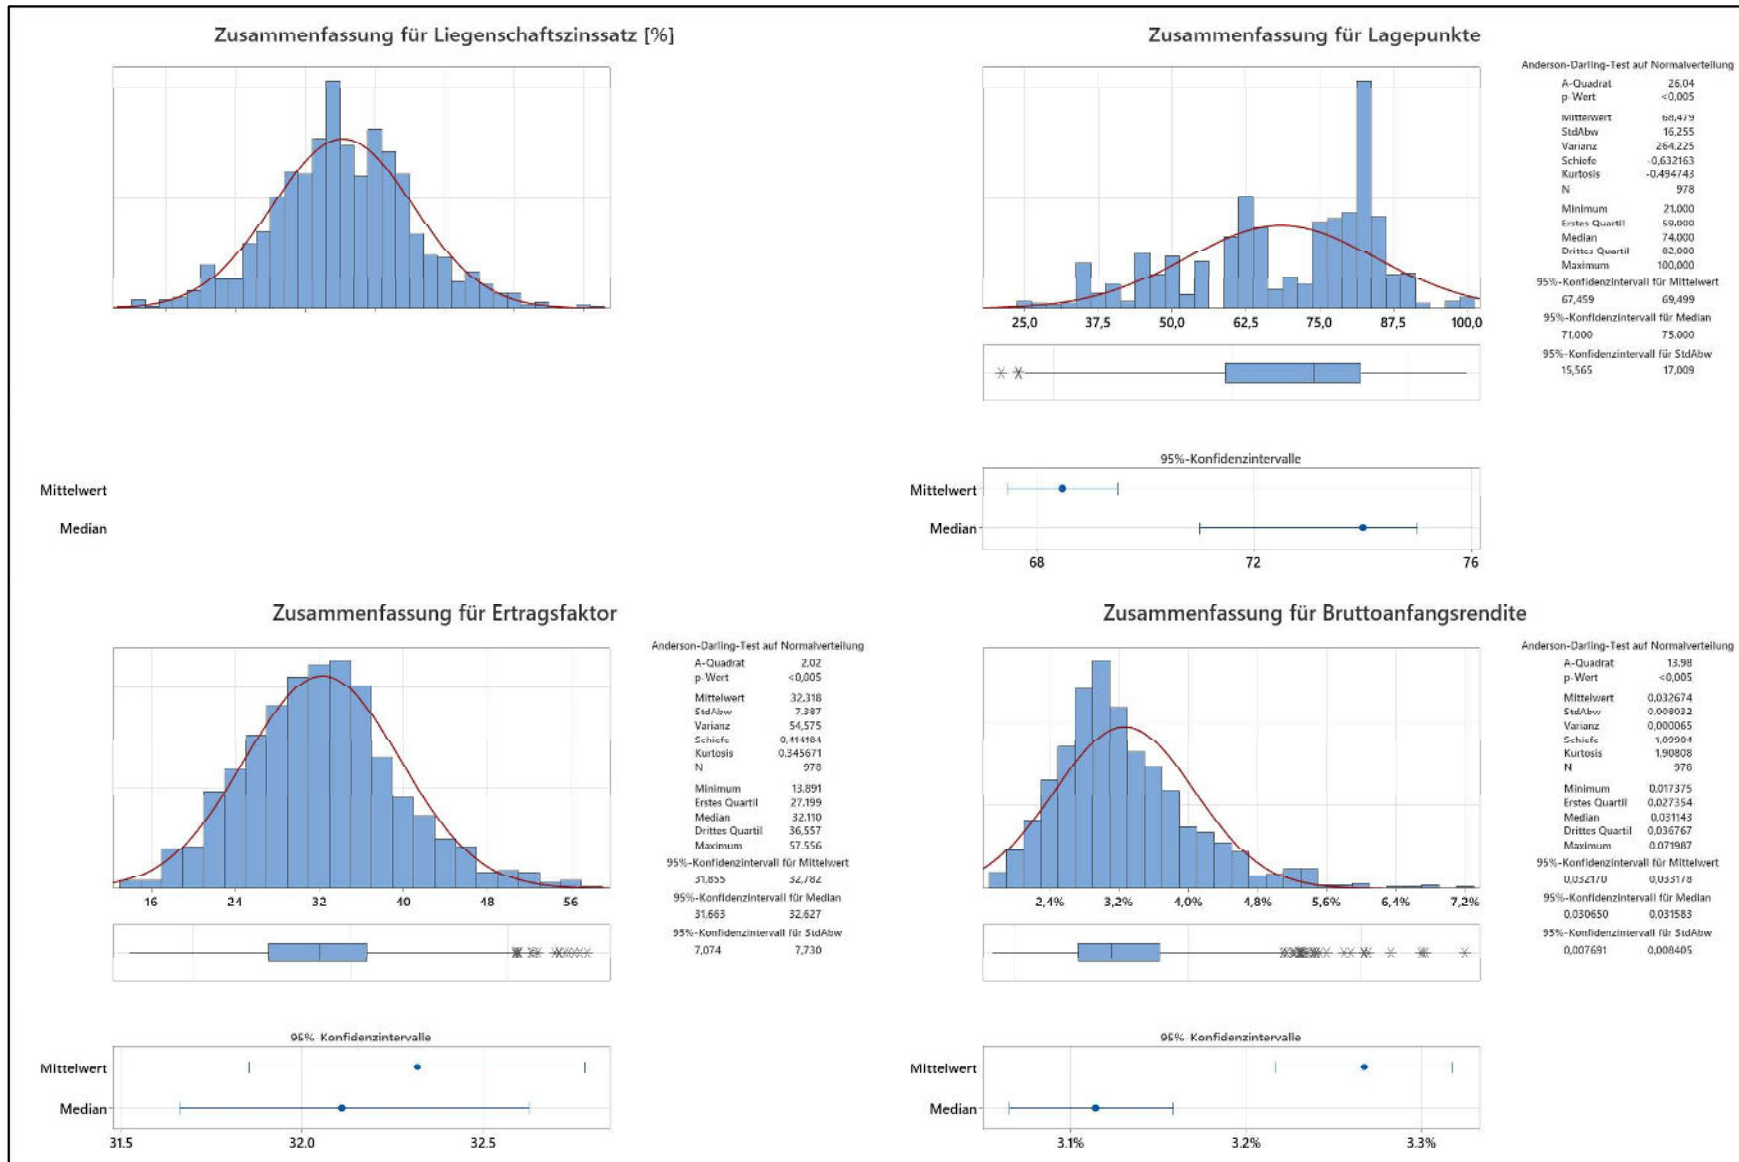 Zusammenfassung für Liegenschaftszinssatz [%]
Mittelwert
Median
Zusammenfassung für Lagepunkte
25,0 37,5 50,0 62,5 75,0 87,5 100,0
95%-Konfidenzintervalle
Mittelwert
Median
68 72 76
Anderson-Darling-Test auf Normalverteilung
A-Quadrat 26,04
p-Wert <0,005
Mittelwert 68,479
StdAbw 16,255
Varianz 264,225
Schiefe -0,632163
Kurtosis -0,494743
N 978
Minimum 21,000
Erstes Quartil 59,000
Median 74,000
Drittes Quartil 82,000
Maximum 100,000
95%-Konfidenzintervall für Mittelwert
67,459 69,499
95%-Konfidenzintervall für Median
71,000 75,000
95%-Konfidenzintervall für StdAbw
15,565 17,009
Zusammenfassung für Ertragsfaktor
16 24 32 40 48 56
95%-Konfidenzintervalle
Mittelwert
Median
31.5 32.0 32.5
Anderson-Darling-Test auf Normalverteilung
A-Quadrat 2,02
p-Wert <0,005
Mittelwert 32,318
StdAbw 7,387
Varianz 54,575
Schiefe
Kurtosis 0,345671
N 978
Minimum 13,891
Erstes Quartil 27,199
Median 32,110
Drittes Quartil 36,557
Maximum 57,556
95%-Konfidenzintervall für Mittelwert
31,855 32,782
95%-Konfidenzintervall für Median
31,663 32,627
95%-Konfidenzintervall für StdAbw
7,074 7,730
Zusammenfassung für Bruttoanfangsrendite
2,4% 3,2% 4,0% 4,8% 5,6% 6,4% 7,2%
95%-Konfidenzintervalle
Mittelwert
Median
3.1% 3.2% 3.3%
Anderson-Darling-Test auf Normalverteilung
A-Quadrat 13,98
p-Wert <0,005
Mittelwert 0,032674
StdAbw 0,008032
Varianz 0,000065
Schiefe
Kurtosis 1,90808
N 978
Minimum 0,017375
Erstes Quartil 0,027354
Median 0,031143
Drittes Quartil 0,036767
Maximum 0,071987
95%-Konfidenzintervall für Mittelwert
0,032170 0,033178
95%-Konfidenzintervall für Median
0,030650 0,031583
95%-Konfidenzintervall für StdAbw
0,007691 0,008405